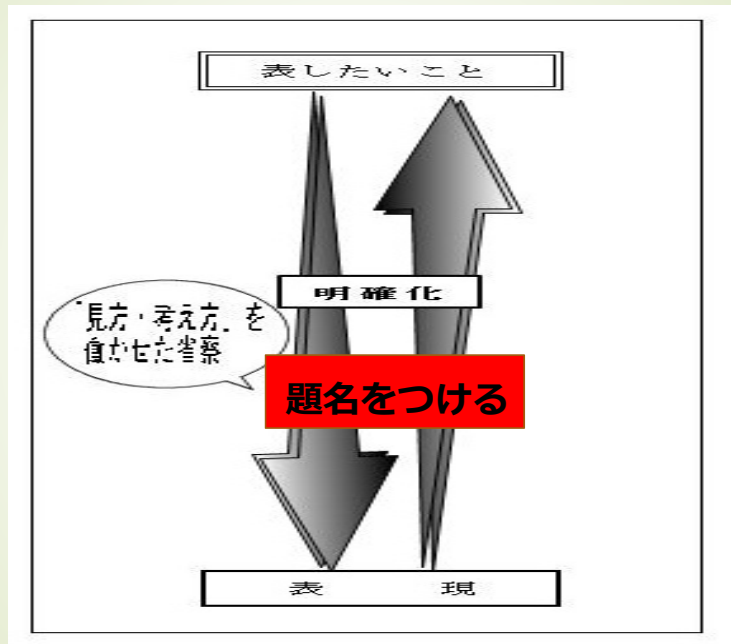 表したいこと
明確化
「見方・考え方」を
働かせた省察
題名をつける
表 現